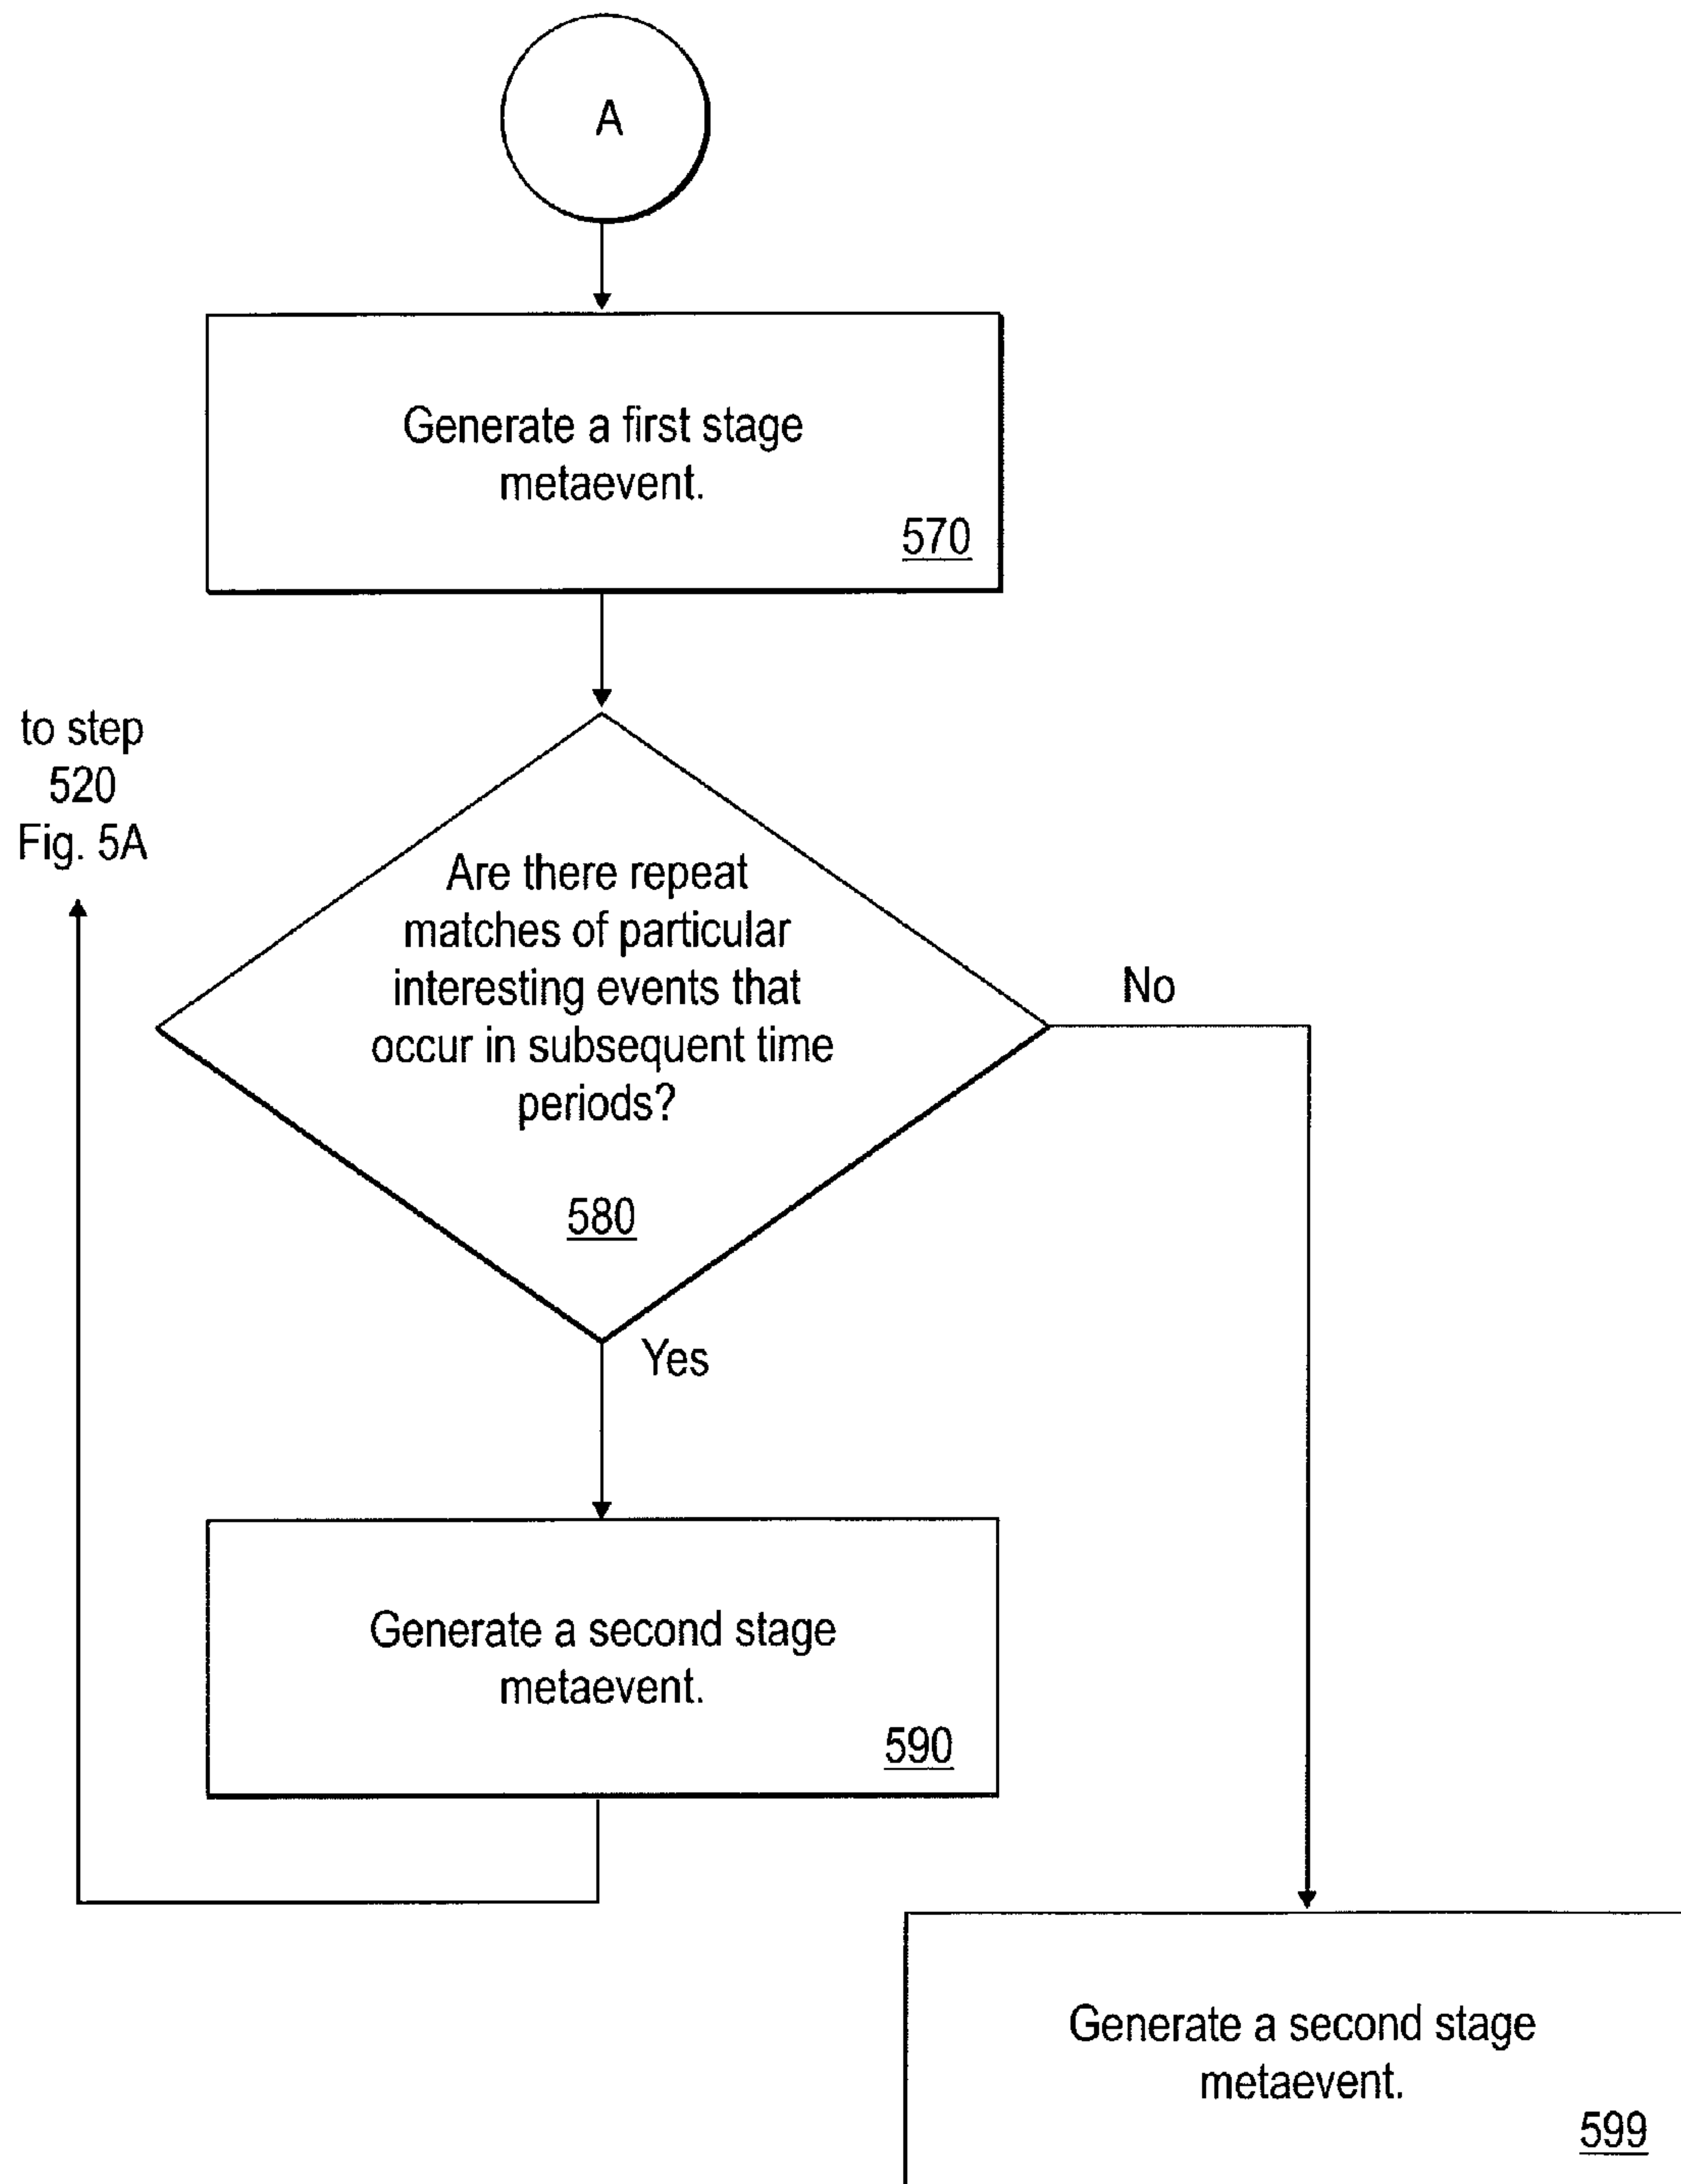 A
Generate a first stage
metaevent.
570
to step
520
Fig. 5A
Are there repeat
matches of particular
interesting events that
occur in subsequent time
periods?
580
No
Yes
Generate a second stage
metaevent.
590
Generate a second stage
metaevent.
599